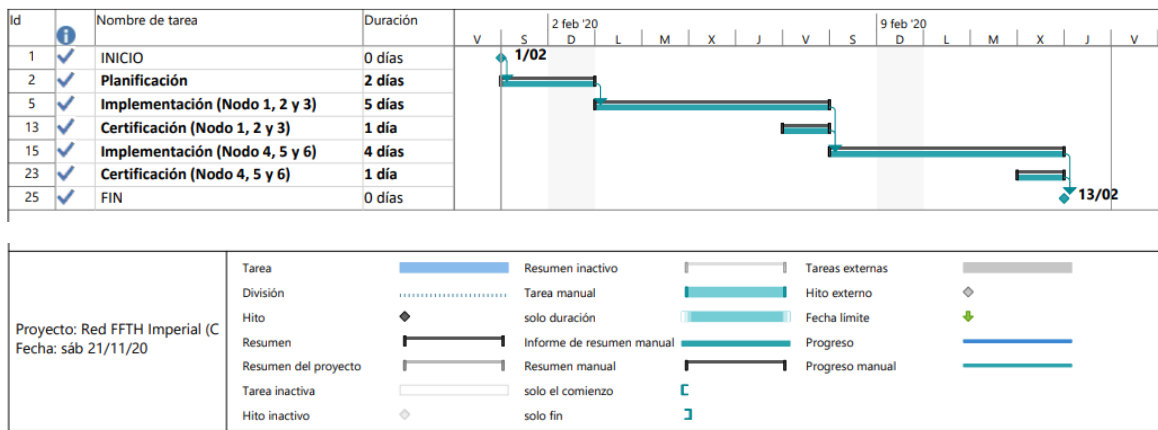 Id Nombre de tarea Duración 2 feb '20 9 feb '20
V S D L M X J V S D L M X J V
1 INICIO 0 días 1/02
2 Planificación 2 días
5 Implementación (Nodo 1, 2 y 3) 5 días
13 Certificación (Nodo 1, 2 y 3) 1 día
15 Implementación (Nodo 4, 5 y 6) 4 días
23 Certificación (Nodo 4, 5 y 6) 1 día
25 FIN 0 días 13/02
Proyecto: Red FFTH Imperial (C
Fecha: sáb 21/11/20
Tarea Resumen inactivo Tareas externas
División Tarea manual Hito externo
Hito solo duración Fecha límite
Resumen Informe de resumen manual Progreso
Resumen del proyecto Resumen manual Progreso manual
Tarea inactiva solo el comienzo
Hito inactivo solo fin